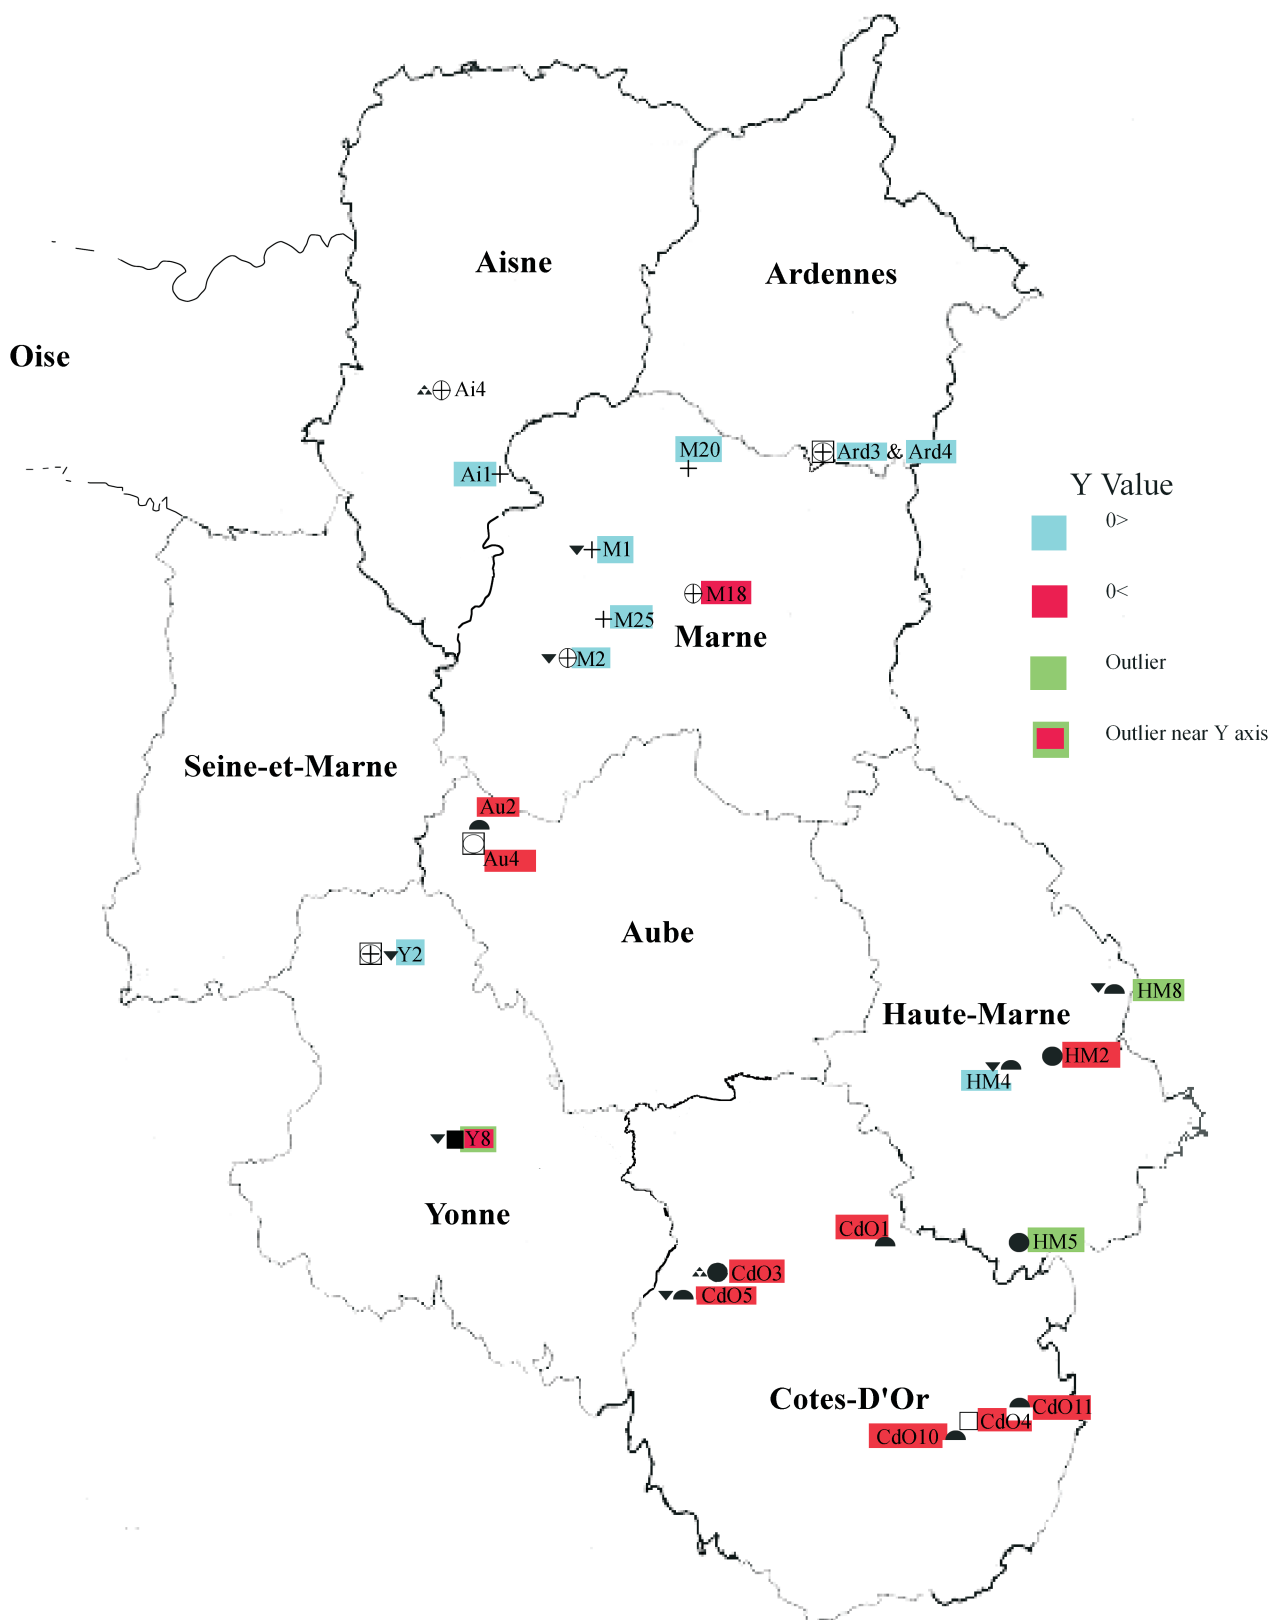 Aisne
Ardennes
Oise
Ai4
M20
Ard3 & Ard4
Ai1
Y Value
0>
M1
M18
0<
M25
Marne
M2
Outlier
Outlier near Y axis
Seine-et-Marne
Au2
Au4
Aube
Y2
HM8
Haute-Marne
HM2
HM4
Y8
Yonne
CdO1
HM5
CdO3
CdO5
Cotes-D'Or
CdO11
CdO4
CdO10